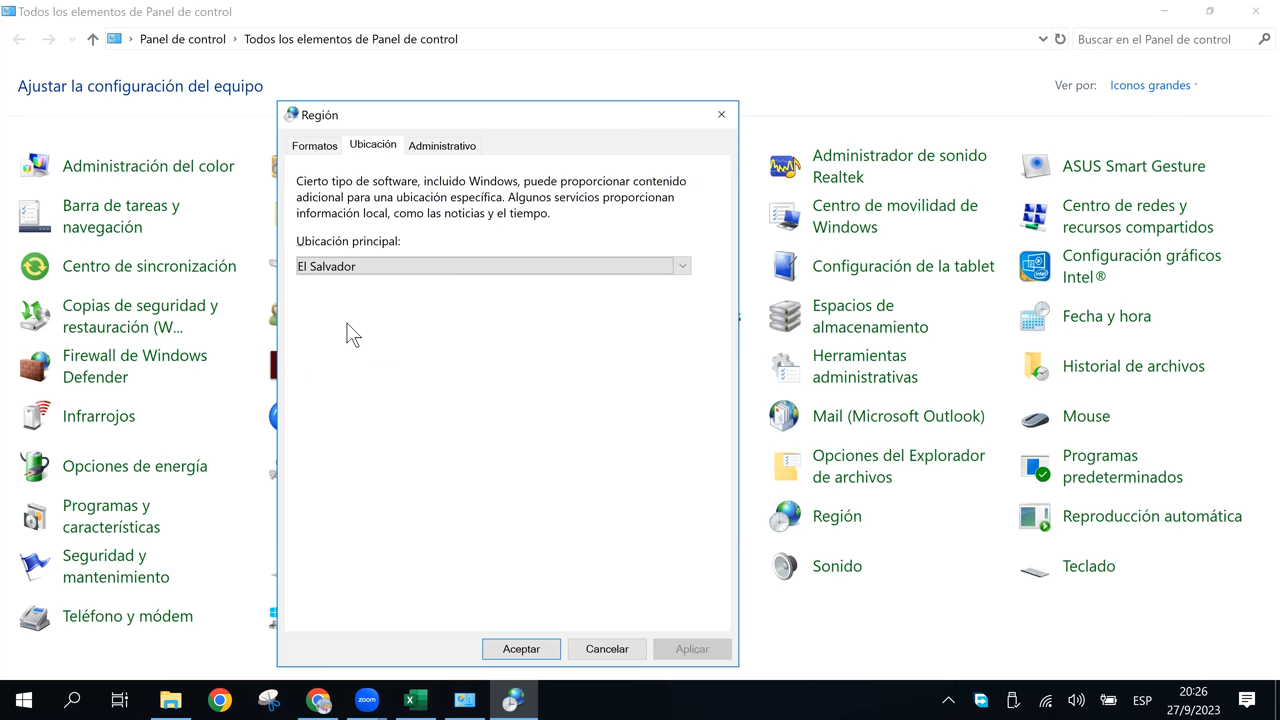 Todos los elementos de Panel de control
Panel de control › Todos los elementos de Panel de control
Buscar en el Panel de control
Ajustar la configuración del equipo
Ver por: Iconos grandes
Región
Formatos Ubicación Administrativo
Cierto tipo de software, incluido Windows, puede proporcionar contenido
adicional para una ubicación específica. Algunos servicios proporcionan
información local, como las noticias y el tiempo.
Ubicación principal:
El Salvador
Aceptar Cancelar Aplicar
Administración del color
Barra de tareas y
navegación
Centro de sincronización
Copias de seguridad y
restauración (W...
Firewall de Windows
Defender
Infrarrojos
Opciones de energía
Programas y
características
Seguridad y
mantenimiento
Teléfono y módem
Administrador de sonido
Realtek
Centro de movilidad de
Windows
Configuración de la tablet
Espacios de
almacenamiento
Herramientas
administrativas
Mail (Microsoft Outlook)
Opciones del Explorador
de archivos
Región
Sonido
ASUS Smart Gesture
Centro de redes y
recursos compartidos
Configuración gráficos
Intel®
Fecha y hora
Historial de archivos
Mouse
Programas
predeterminados
Reproducción automática
Teclado
zoom
ESP
20:26
27/9/2023